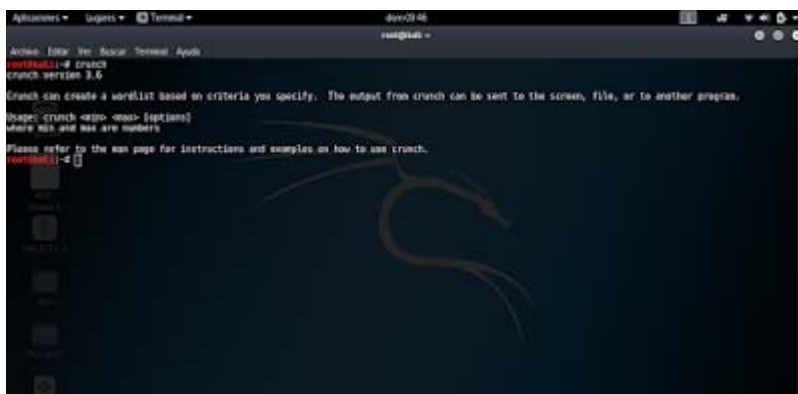 Aplicaciones Lugares Terminal dom 03:46
root@kali: ~
Archivo Editar Ver Buscar Terminal Ayuda
root@kali:~# crunch
crunch version 3.6
Crunch can create a wordlist based on criteria you specify. The output from crunch can be sent to the screen, file, or to another program.
Usage: crunch <min> <max> [options]
where min and max are numbers
Please refer to the man page for instructions and examples on how to use crunch.
root@kali:~#